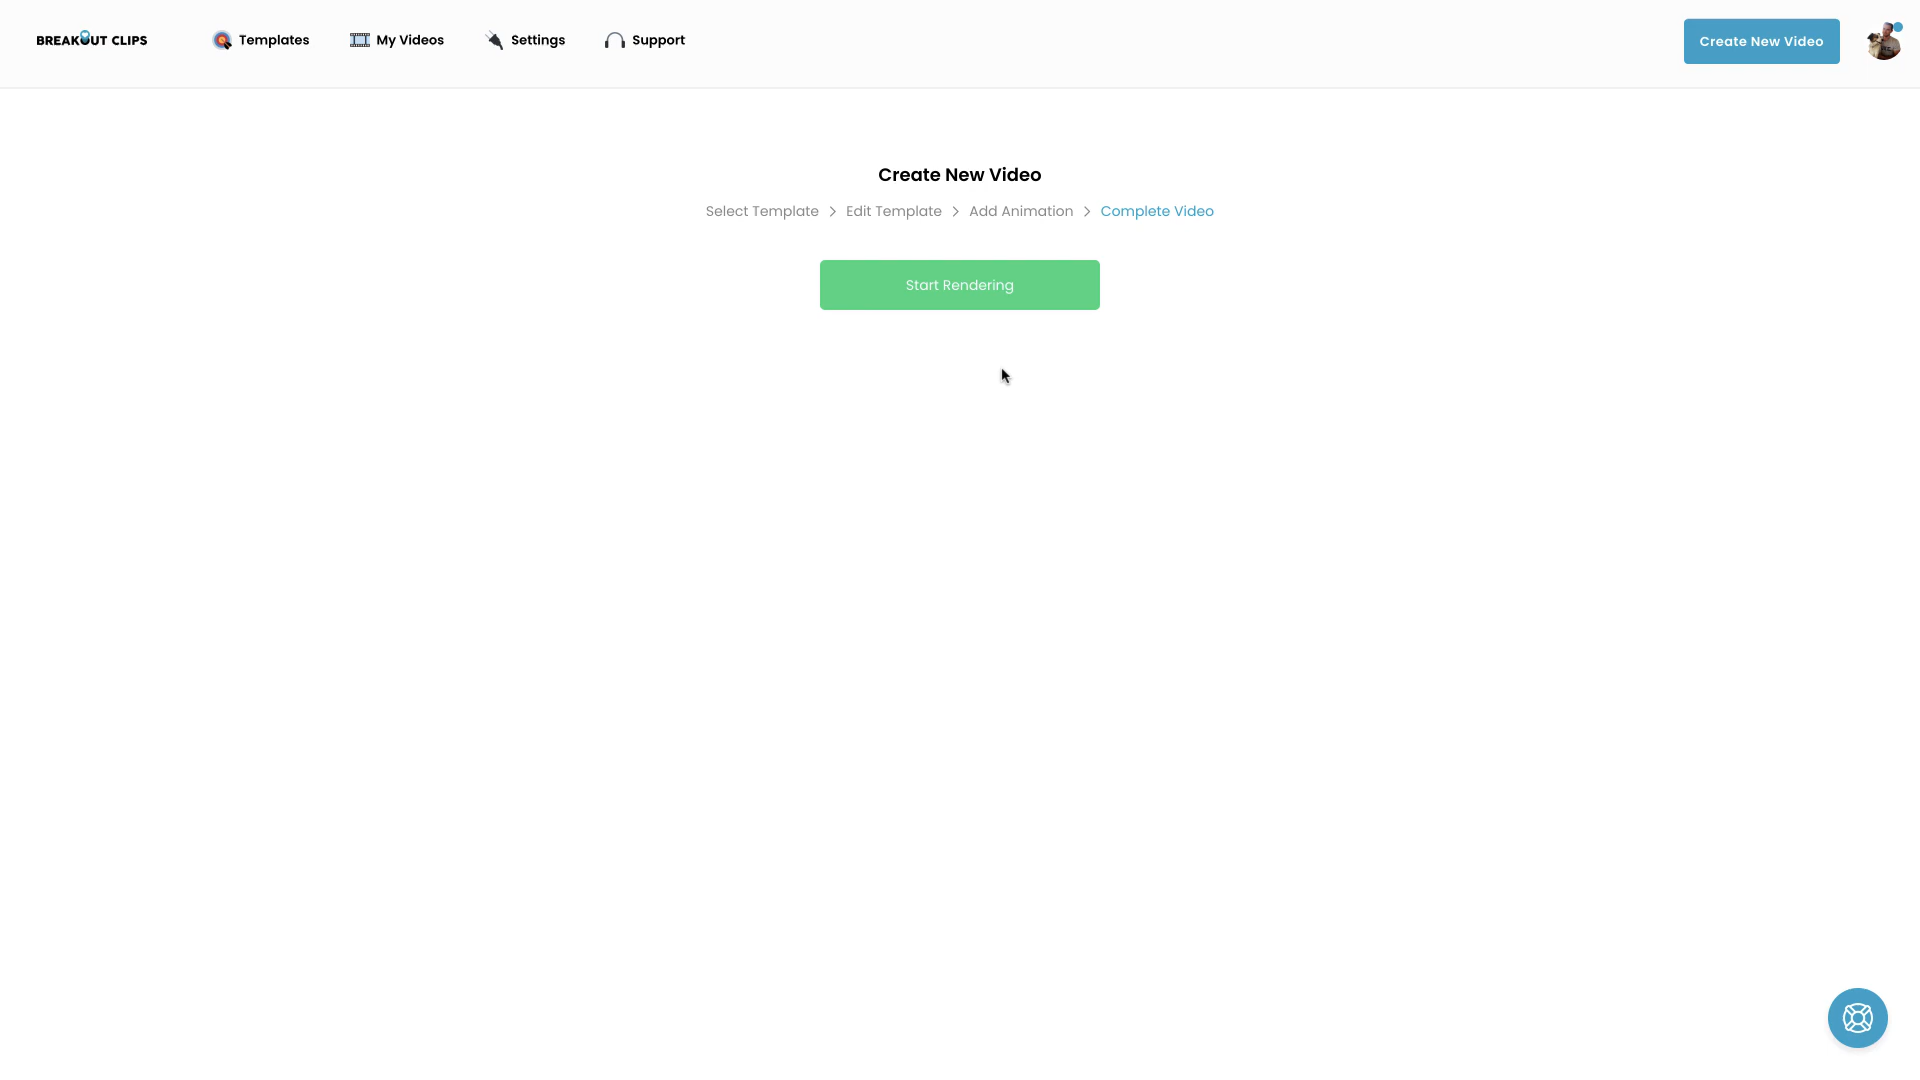 BREAKOUT CLIPS
Templates
My Videos
Settings
Support
Create New Video
Create New Video
Select Template > Edit Template > Add Animation > Complete Video
Start Rendering